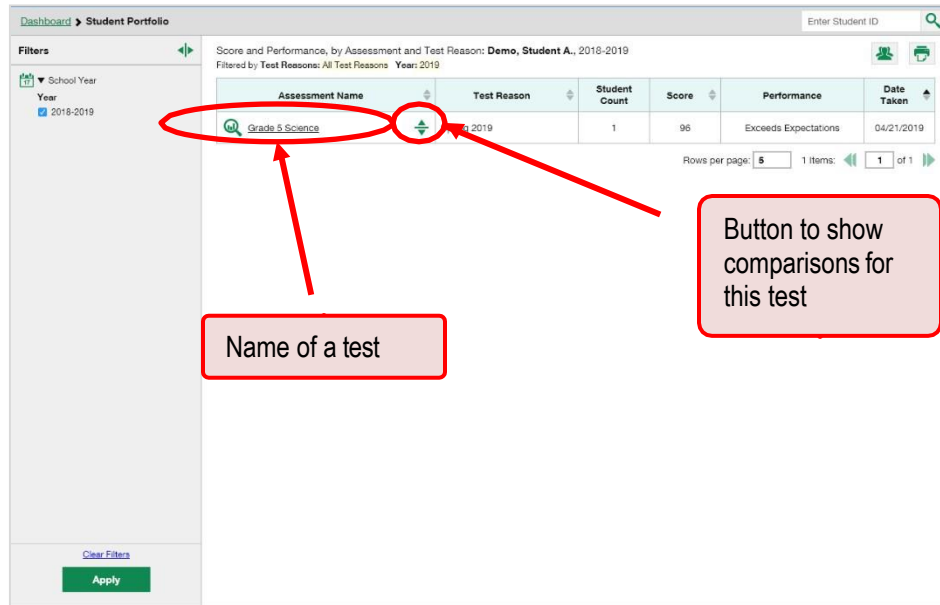 Dashboard > Student Portfolio
Enter Student ID
Filters
School Year
Year
2018-2019
Clear Filters
Apply
Score and Performance, by Assessment and Test Reason: Demo, Student A., 2018-2019
Filtered by Test Reasons: All Test Reasons Year: 2019
Assessment Name Test Reason Student Count Score Performance Date Taken
Grade 5 Science 2019 1 96 Exceeds Expectations 04/21/2019
Rows per page: 5 1 items: 1 of 1
Button to show
comparisons for
this test
Name of a test